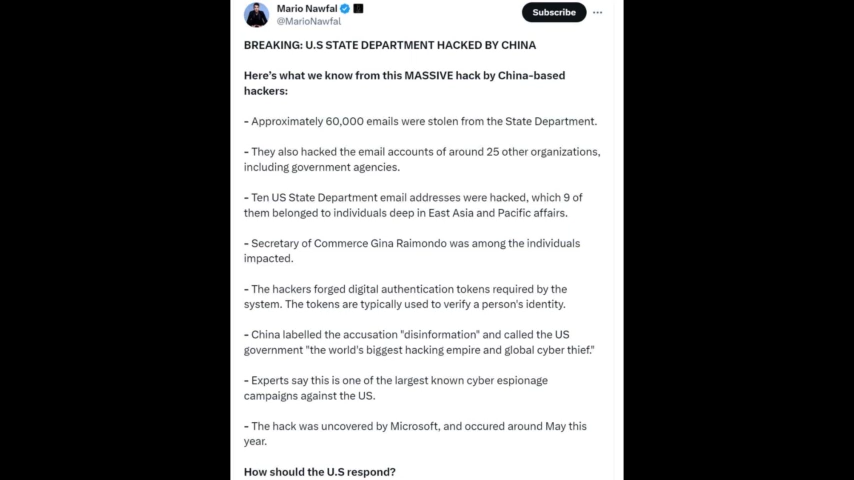 Mario Nawfal
@MarioNawfal
Subscribe
BREAKING: U.S STATE DEPARTMENT HACKED BY CHINA
Here's what we know from this MASSIVE hack by China-based
hackers:
- Approximately 60,000 emails were stolen from the State Department.
- They also hacked the email accounts of around 25 other organizations,
including government agencies.
- Ten US State Department email addresses were hacked, which 9 of
them belonged to individuals deep in East Asia and Pacific affairs.
- Secretary of Commerce Gina Raimondo was among the individuals
impacted.
- The hackers forged digital authentication tokens required by the
system. The tokens are typically used to verify a person's identity.
- China labelled the accusation "disinformation" and called the US
government "the world's biggest hacking empire and global cyber thief."
- Experts say this is one of the largest known cyber espionage
campaigns against the US.
- The hack was uncovered by Microsoft, and occured around May this
year.
How should the U.S respond?